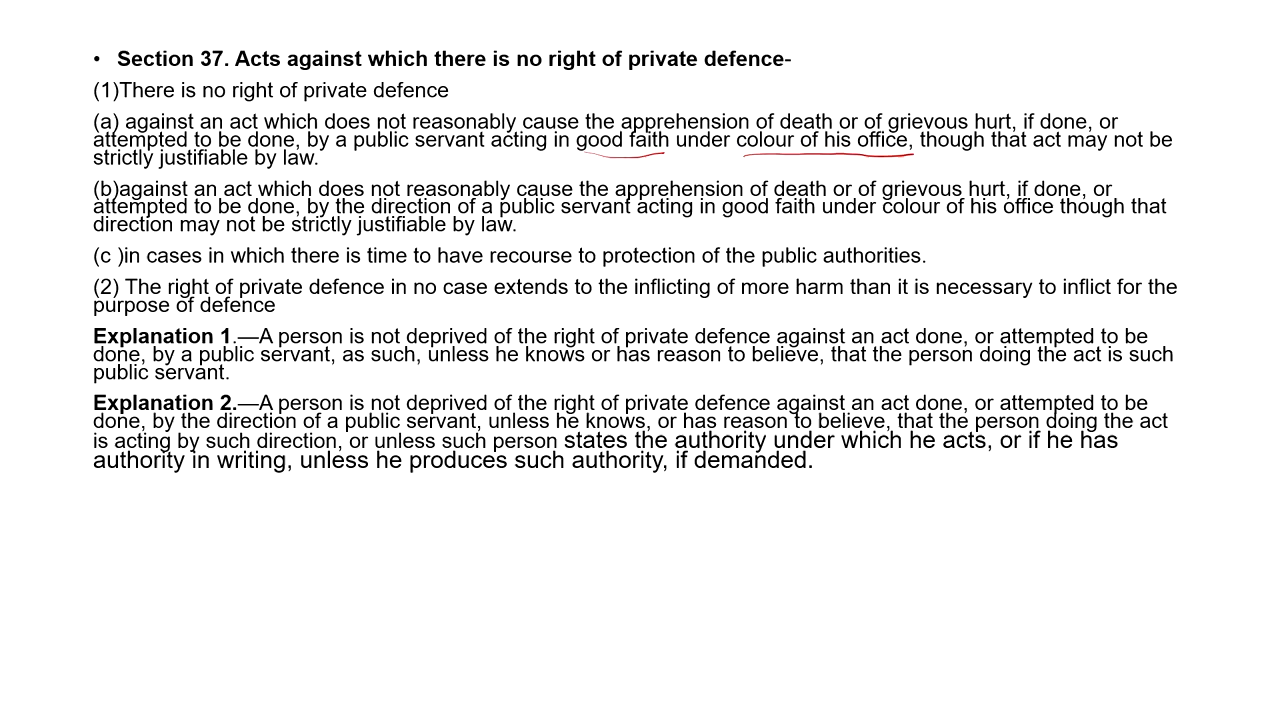 • Section 37. Acts against which there is no right of private defence-
(1)There is no right of private defence
(a) against an act which does not reasonably cause the apprehension of death or of grievous hurt, if done, or
attempted to be done, by a public servant acting in good faith under colour of his office, though that act may not be
strictly justifiable by law.
(b)against an act which does not reasonably cause the apprehension of death or of grievous hurt, if done, or
attempted to be done, by the direction of a public servant acting in good faith under colour of his office though that
direction may not be strictly justifiable by law.
(c )in cases in which there is time to have recourse to protection of the public authorities.
(2) The right of private defence in no case extends to the inflicting of more harm than it is necessary to inflict for the
purpose of defence
Explanation 1.—A person is not deprived of the right of private defence against an act done, or attempted to be
done, by a public servant, as such, unless he knows or has reason to believe, that the person doing the act is such
public servant.
Explanation 2.—A person is not deprived of the right of private defence against an act done, or attempted to be
done, by the direction of a public servant, unless he knows, or has reason to believe, that the person doing the act
is acting by such direction, or unless such person states the authority under which he acts, or if he has
authority in writing, unless he produces such authority, if demanded.